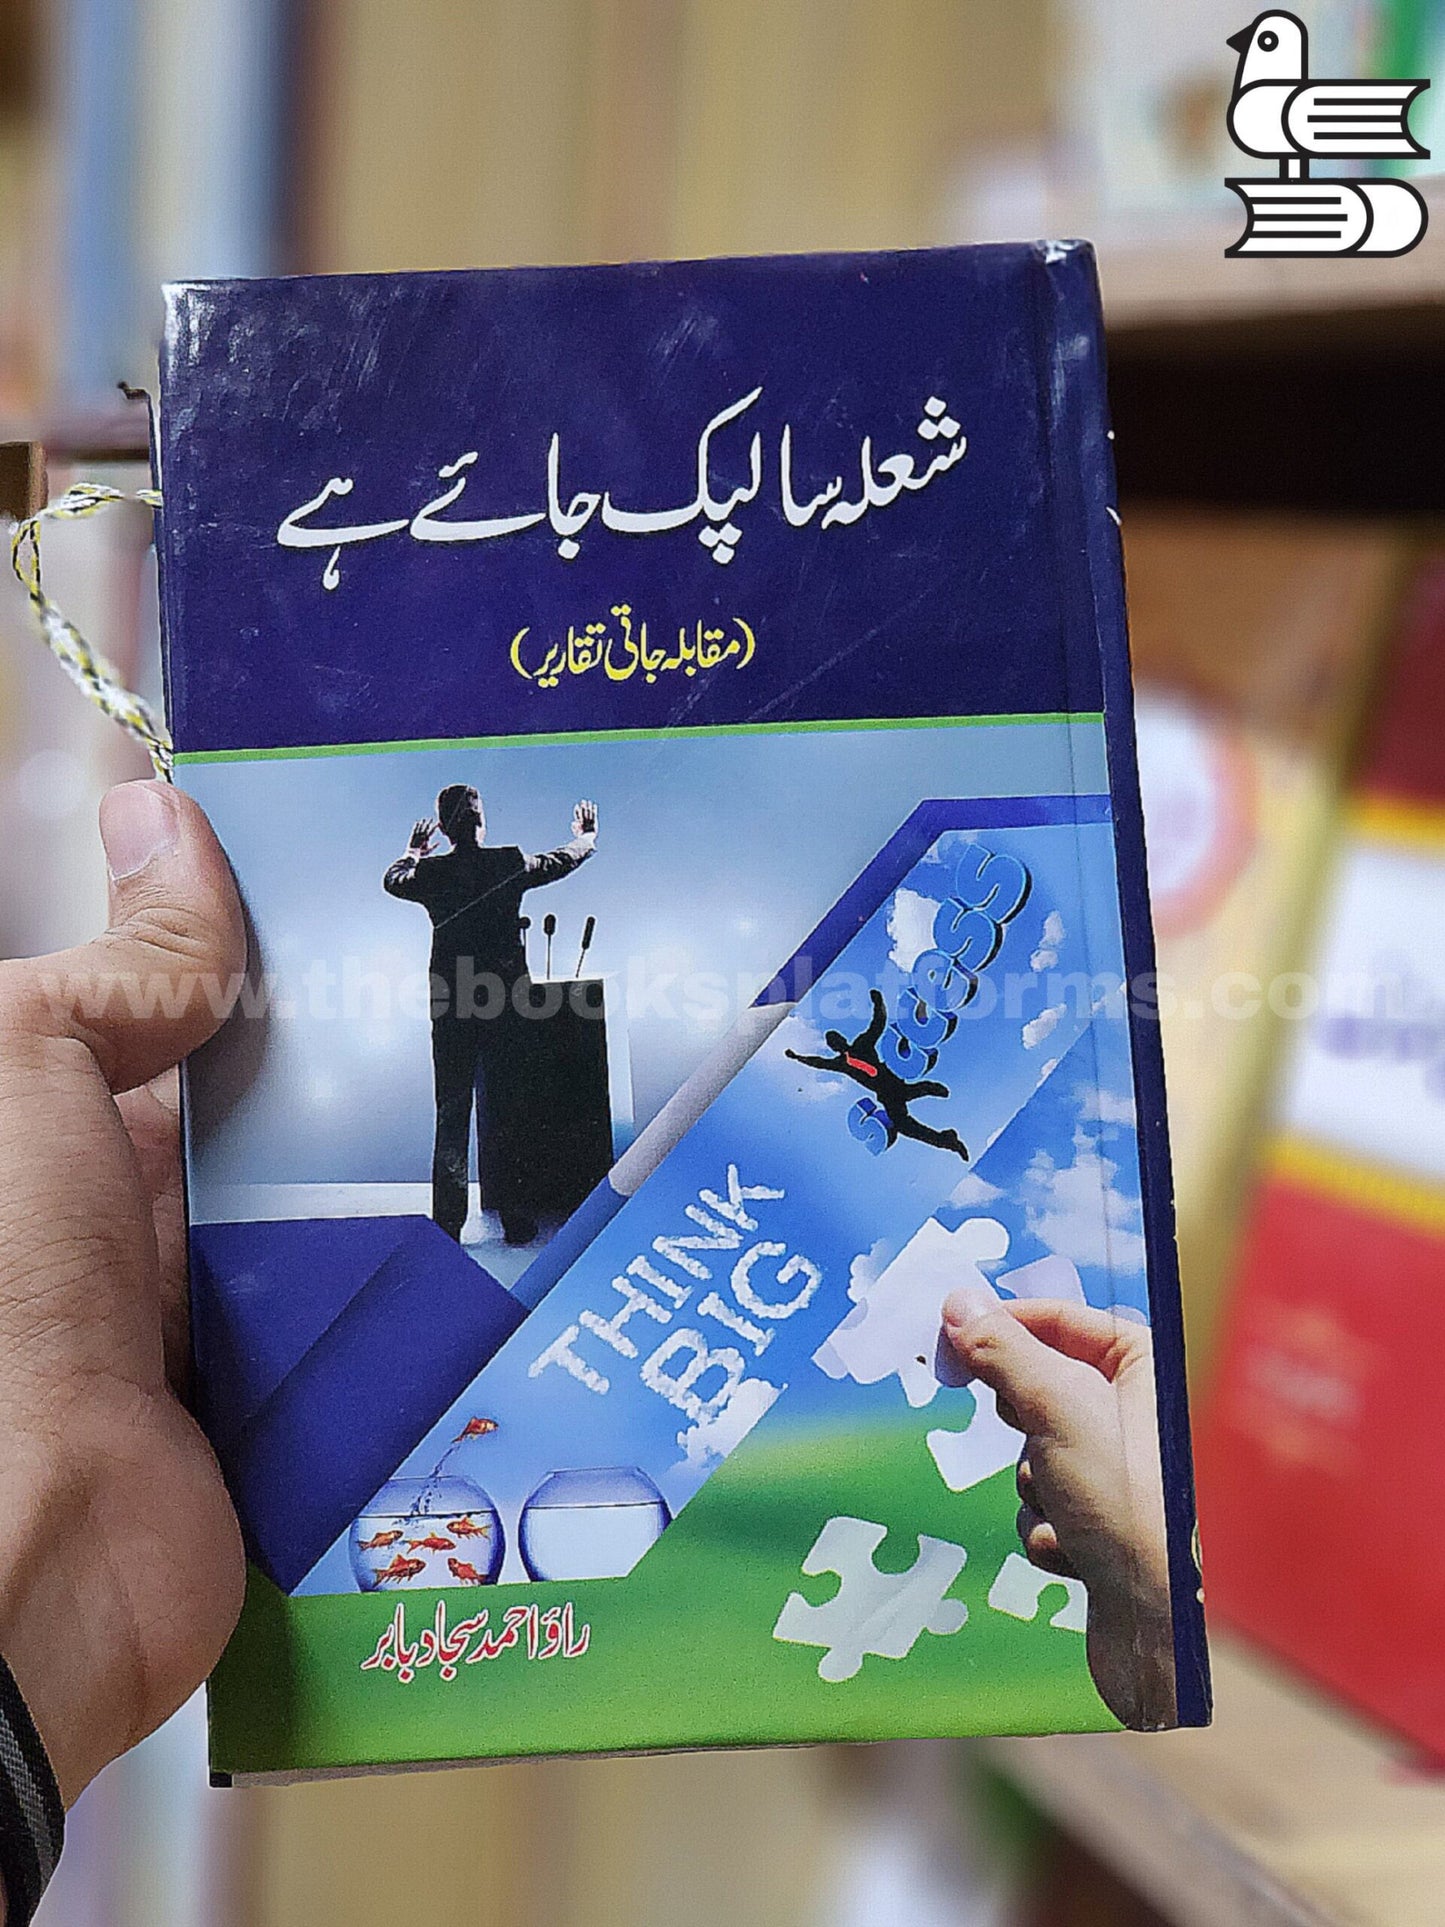 شعلہ سا لپک جائے ہے
(مقابلہ جاتی تقاریر)
success
THINK
BIG
راؤ احمد سجاد بابر
www.thebooksplatforms.com